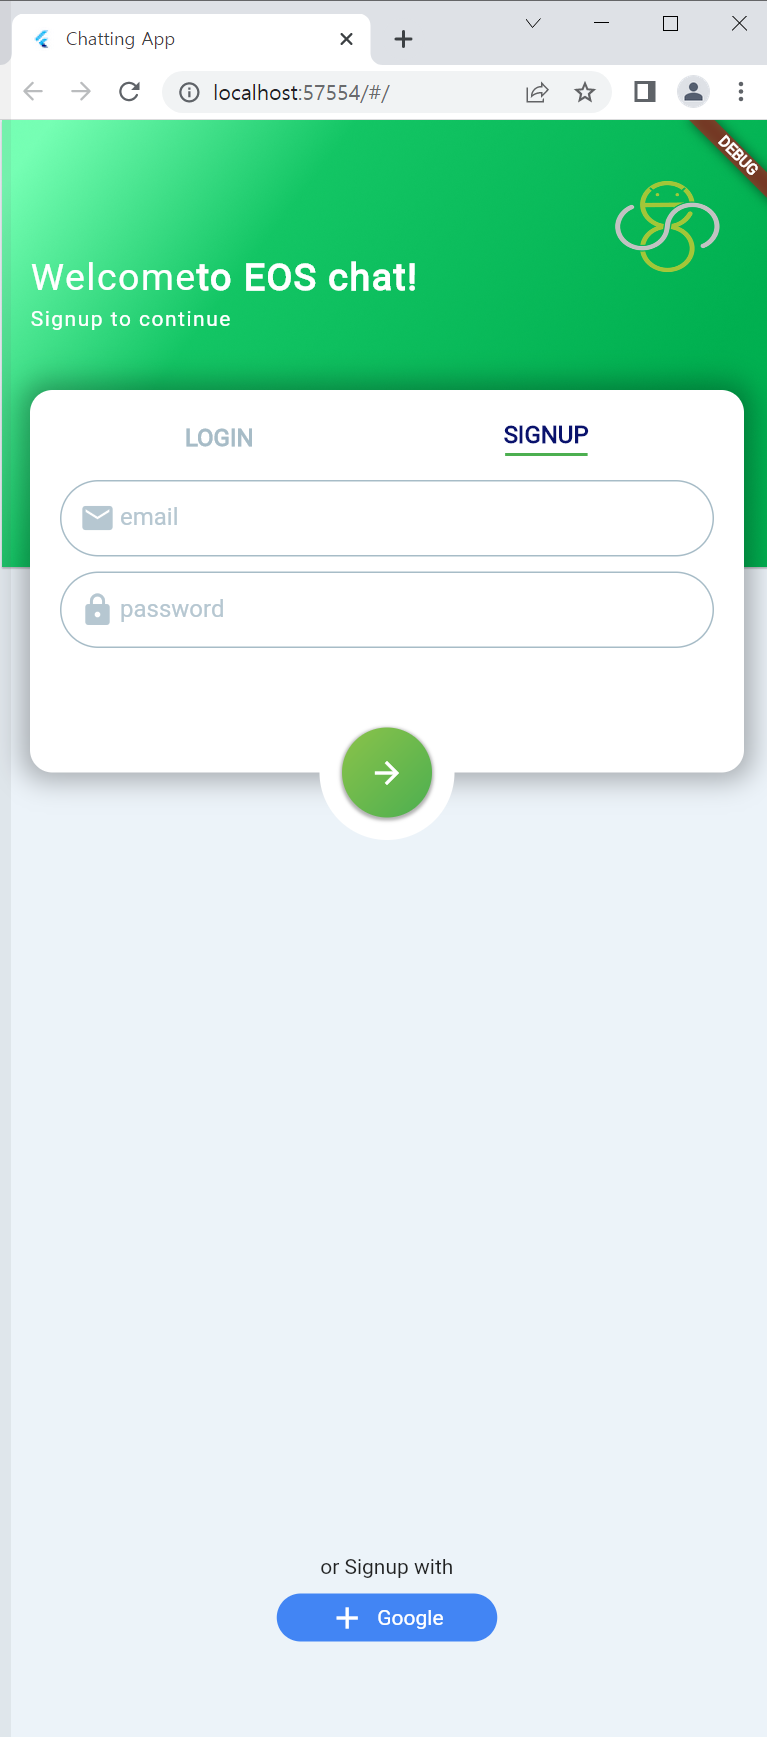 Chatting App
localhost:57554/#/
DEBUG
Welcometo EOS chat!
Signup to continue
LOGIN
SIGNUP
email
password
or Signup with
Google